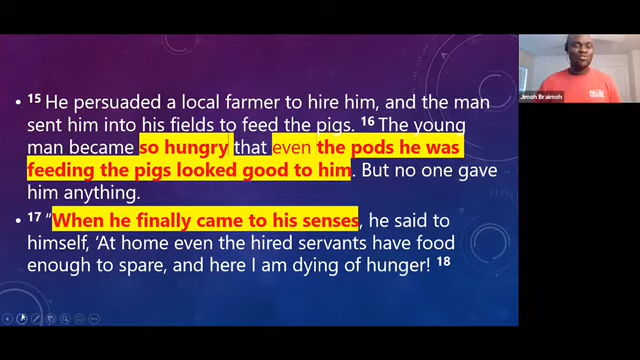 • ¹⁵ He persuaded a local farmer to hire him, and the man
sent him into his fields to feed the pigs. ¹⁶ The young
man became so hungry that even the pods he was
feeding the pigs looked good to him. But no one gave
him anything.
• ¹⁷ “When he finally came to his senses, he said to
himself, ‘At home even the hired servants have food
enough to spare, and here I am dying of hunger! ¹⁸
Jimoh Braimoh